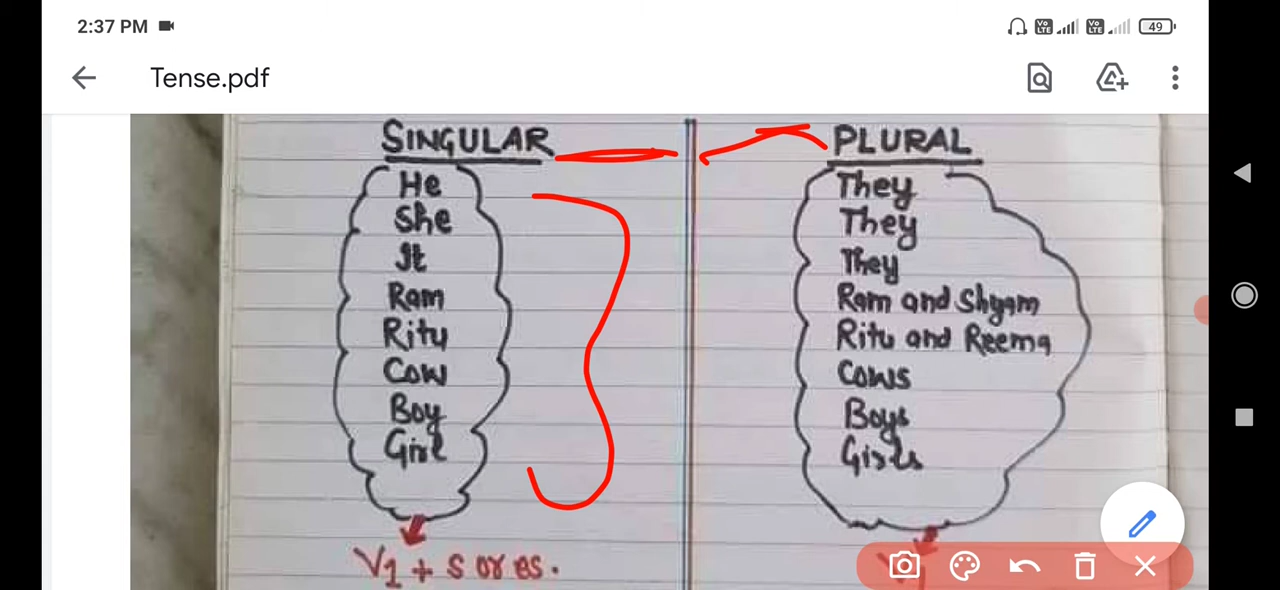 2:37 PM
49
Tense.pdf
SINGULAR
He
She
It
Ram
Ritu
Cow
Boy
Girl
V1 + s or es.
PLURAL
They
They
They
Ram and Shyam
Ritu and Reema
Cows
Boys
Girls